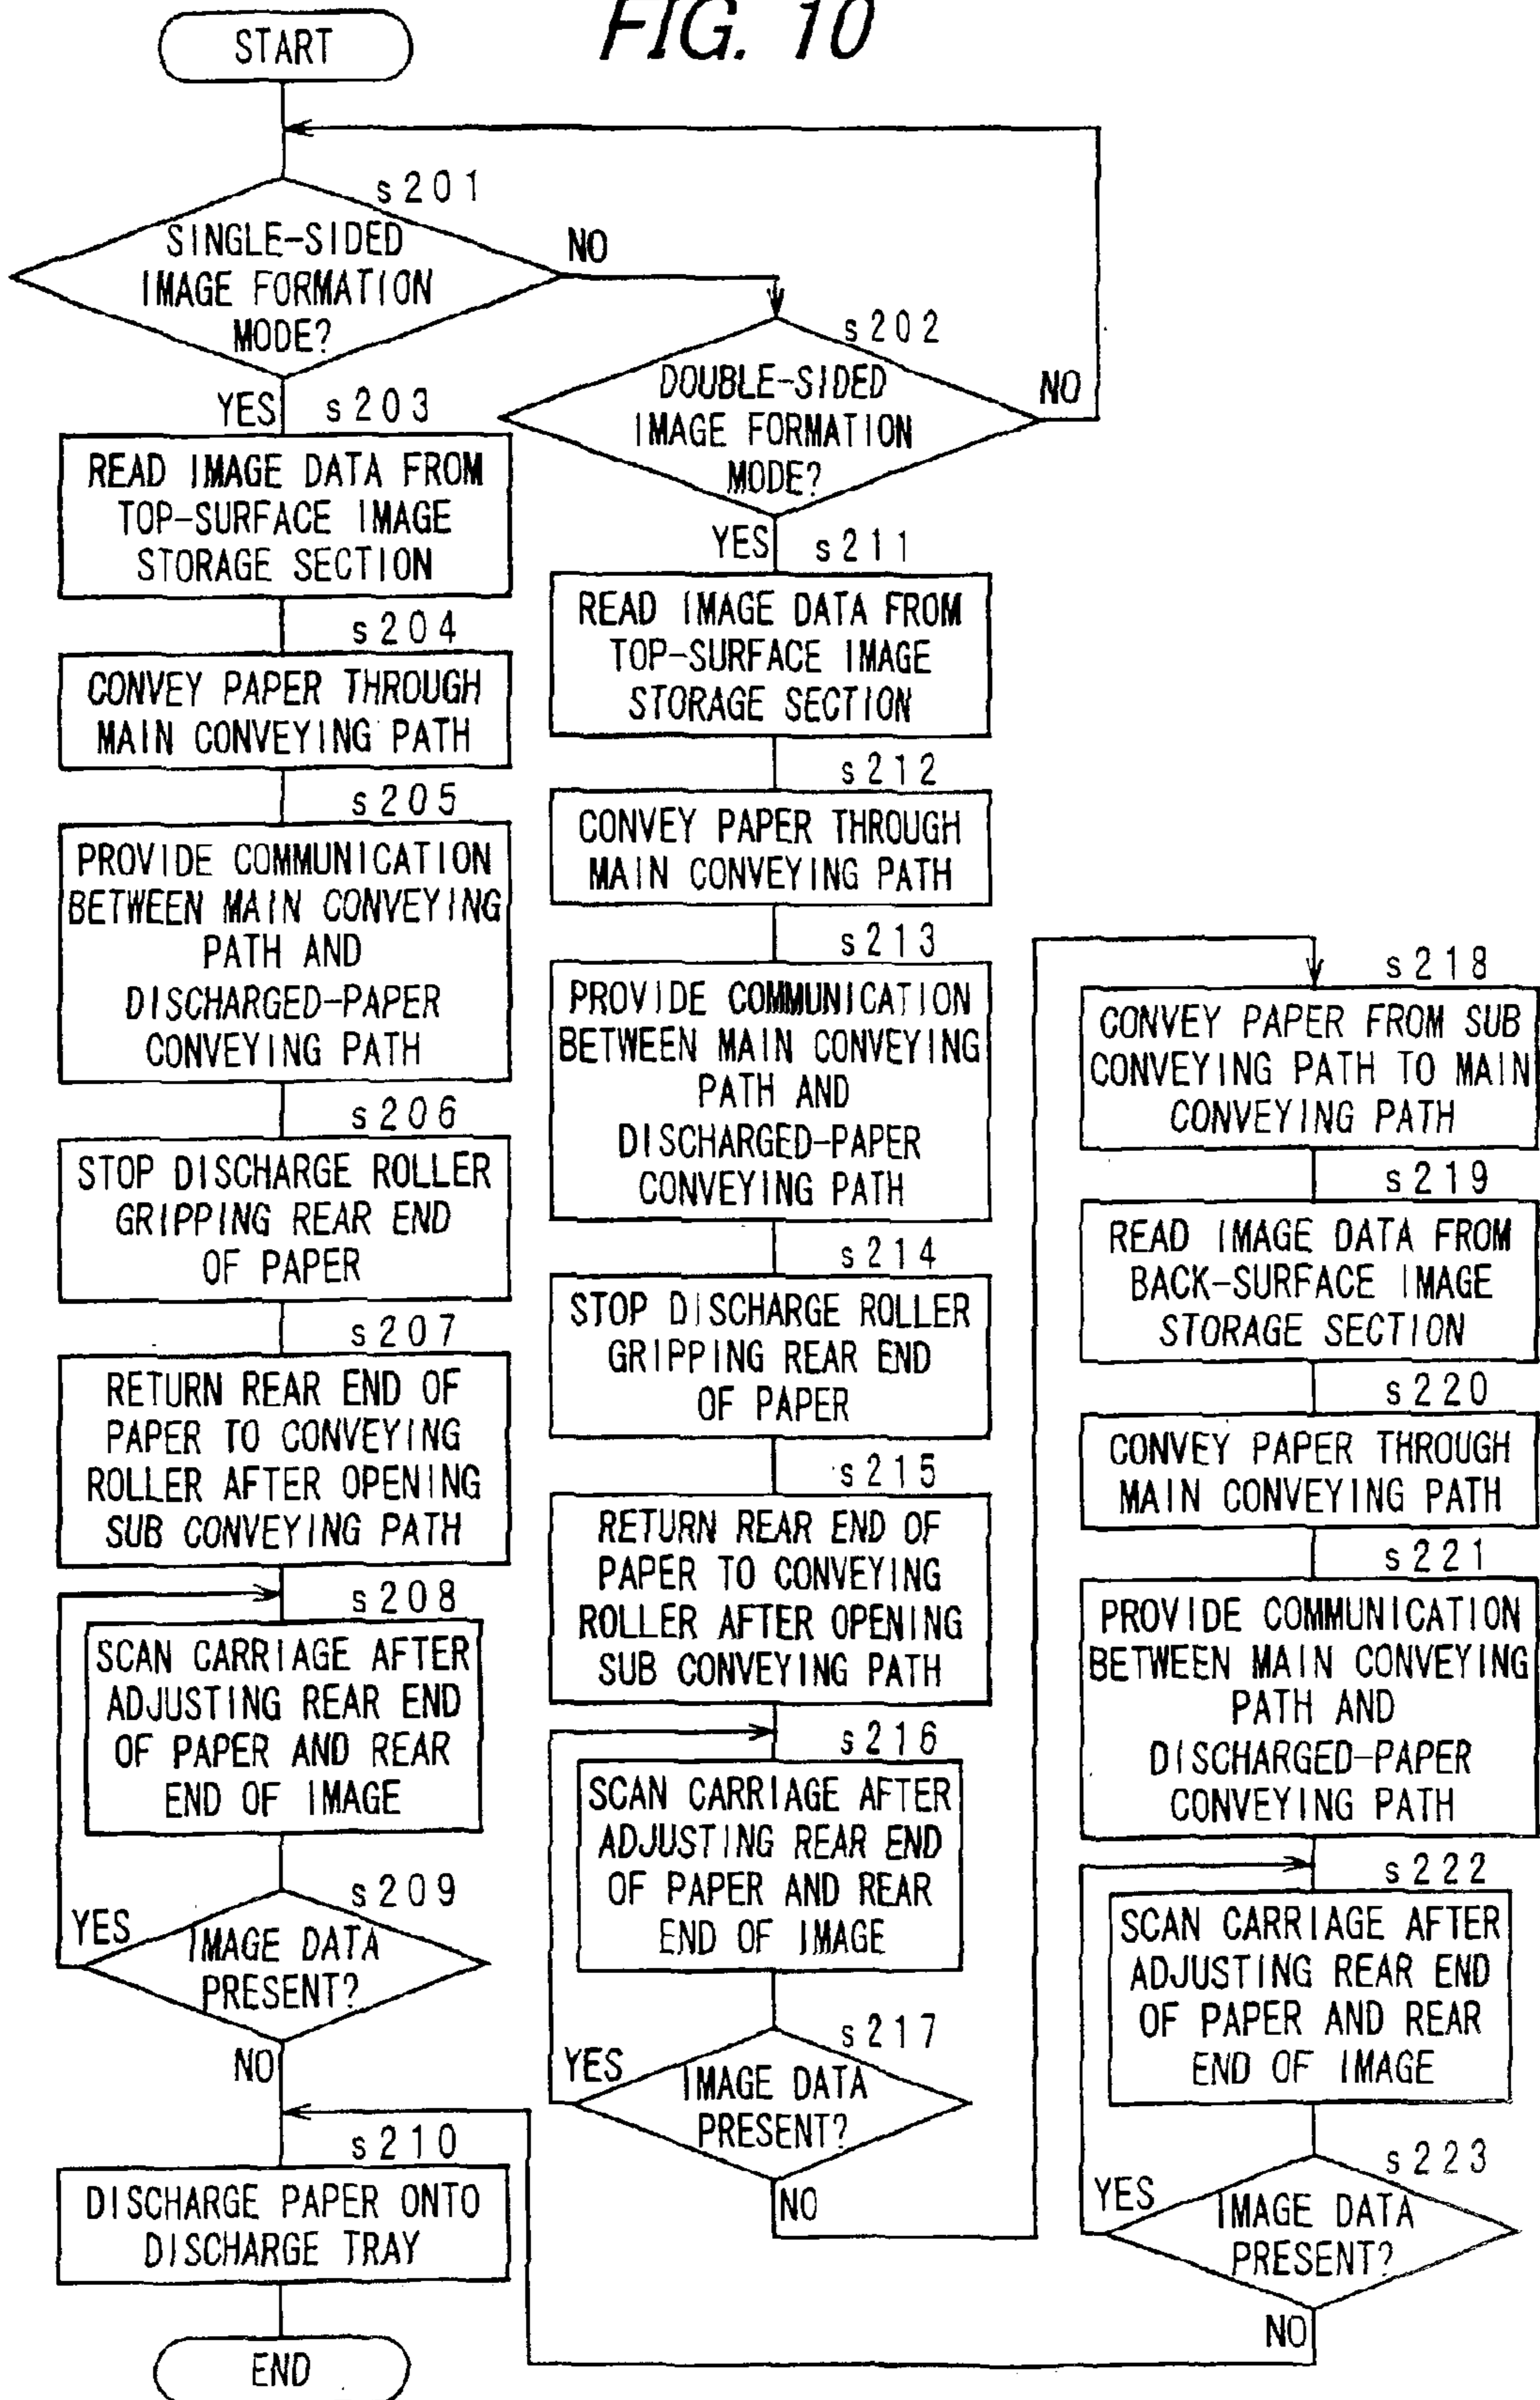 FIG. 10
START
s201
SINGLE-SIDED
IMAGE FORMATION
MODE?
NO
YES
s202
DOUBLE-SIDED
IMAGE FORMATION
MODE?
NO
YES
s203
READ IMAGE DATA FROM
TOP-SURFACE IMAGE
STORAGE SECTION
s204
CONVEY PAPER THROUGH
MAIN CONVEYING PATH
s205
PROVIDE COMMUNICATION
BETWEEN MAIN CONVEYING
PATH AND
DISCHARGED-PAPER
CONVEYING PATH
s206
STOP DISCHARGE ROLLER
GRIPPING REAR END
OF PAPER
s207
RETURN REAR END OF
PAPER TO CONVEYING
ROLLER AFTER OPENING
SUB CONVEYING PATH
s208
SCAN CARRIAGE AFTER
ADJUSTING REAR END
OF PAPER AND REAR
END OF IMAGE
s209
YES
IMAGE DATA
PRESENT?
NO
s210
DISCHARGE PAPER ONTO
DISCHARGE TRAY
END
s211
READ IMAGE DATA FROM
TOP-SURFACE IMAGE
STORAGE SECTION
s212
CONVEY PAPER THROUGH
MAIN CONVEYING PATH
s213
PROVIDE COMMUNICATION
BETWEEN MAIN CONVEYING
PATH AND
DISCHARGED-PAPER
CONVEYING PATH
s214
STOP DISCHARGE ROLLER
GRIPPING REAR END
OF PAPER
s215
RETURN REAR END OF
PAPER TO CONVEYING
ROLLER AFTER OPENING
SUB CONVEYING PATH
s216
SCAN CARRIAGE AFTER
ADJUSTING REAR END
OF PAPER AND REAR
END OF IMAGE
s217
YES
IMAGE DATA
PRESENT?
NO
s218
CONVEY PAPER FROM SUB
CONVEYING PATH TO MAIN
CONVEYING PATH
s219
READ IMAGE DATA FROM
BACK-SURFACE IMAGE
STORAGE SECTION
s220
CONVEY PAPER THROUGH
MAIN CONVEYING PATH
s221
PROVIDE COMMUNICATION
BETWEEN MAIN CONVEYING
PATH AND
DISCHARGED-PAPER
CONVEYING PATH
s222
SCAN CARRIAGE AFTER
ADJUSTING REAR END
OF PAPER AND REAR
END OF IMAGE
s223
YES
IMAGE DATA
PRESENT?
NO